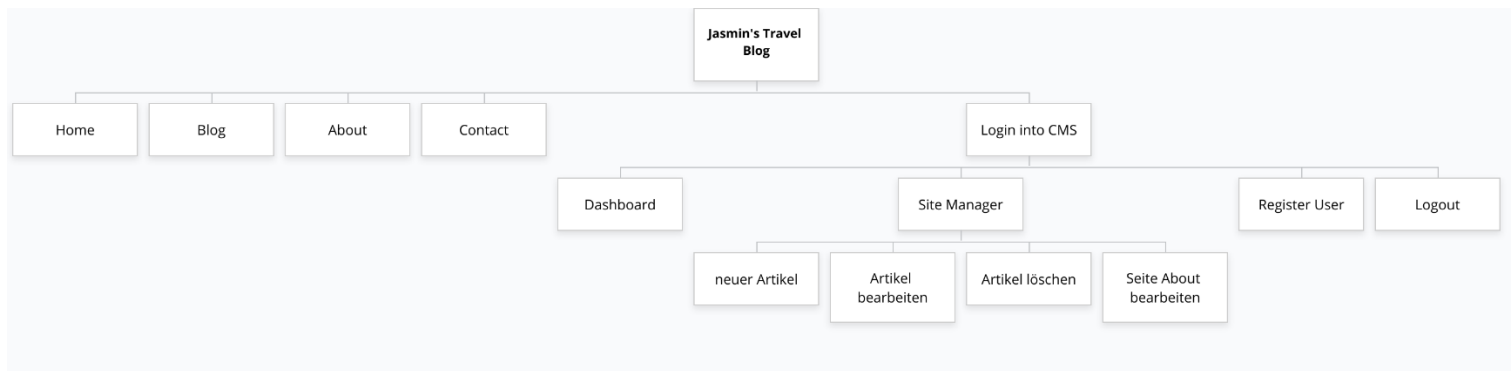 Jasmin's Travel
Blog
Home
Blog
About
Contact
Login into CMS
Dashboard
Site Manager
Register User
Logout
neuer Artikel
Artikel
bearbeiten
Artikel löschen
Seite About
bearbeiten